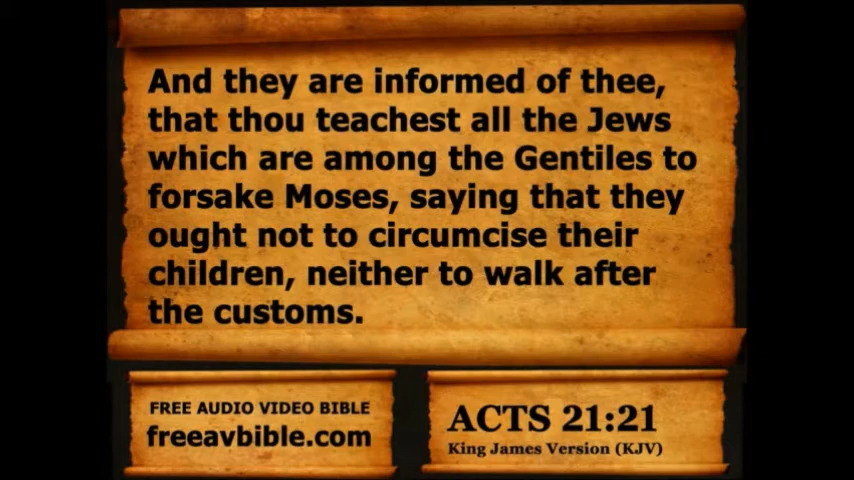 And they are informed of thee,
that thou teachest all the Jews
which are among the Gentiles to
forsake Moses, saying that they
ought not to circumcise their
children, neither to walk after
the customs.
FREE AUDIO VIDEO BIBLE
freeavbible.com
ACTS 21:21
King James Version (KJV)